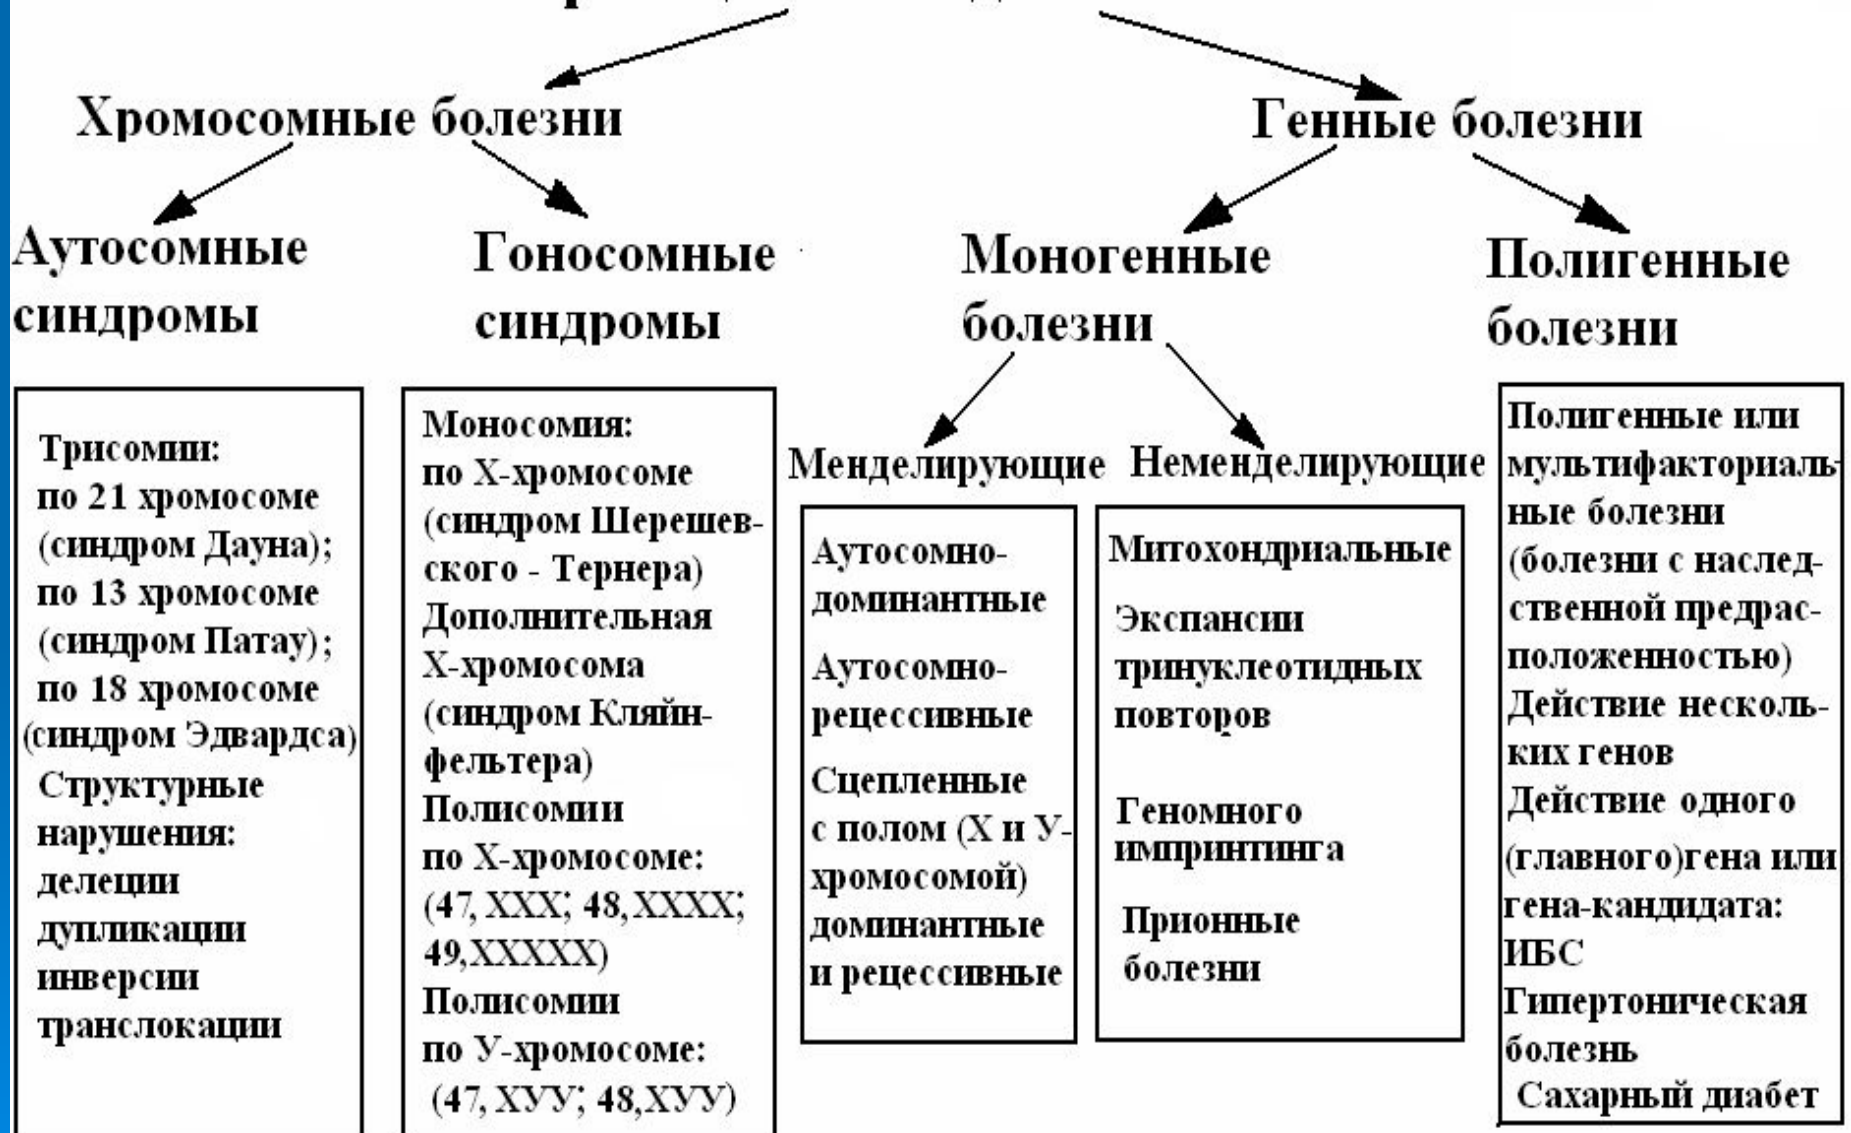 Хромосомные болезни
Генные болезни
Аутосомные
синдромы
Гоносомные
синдромы
Моногенные
болезни
Полигенные
болезни
Трисомии:
по 21 хромосоме
(синдром Дауна);
по 13 хромосоме
(синдром Патау);
по 18 хромосоме
(синдром Эдвардса)
Структурные
нарушения:
делеции
дупликации
инверсии
транслокации
Моносомия:
по Х-хромосоме
(синдром Шерешев-
ского - Тернера)
Дополнительная
Х-хромосома
(синдром Кляйн-
фельтера)
Полисомии
по Х-хромосоме:
(47, ХХХ; 48,ХХХХ;
49,ХХХХХ)
Полисомии
по У-хромосоме:
(47, ХУУ; 48,ХУУ)
Менделирующие
Аутосомно-
доминантные
Аутосомно-
рецессивные
Сцепленные
с полом (Х и У-
хромосомой)
доминантные
и рецессивные
Неменделирующие
Митохондриальные
Экспансии
тринуклеотидных
повторов
Геномного
импринтинга
Прионные
болезни
Полигенные или
мультифакториаль-
ные болезни
(болезни с наслед-
ственной предрас-
положенностью)
Действие несколь-
ких генов
Действие одного
(главного)гена или
гена-кандидата:
ИБС
Гипертоническая
болезнь
Сахарный диабет